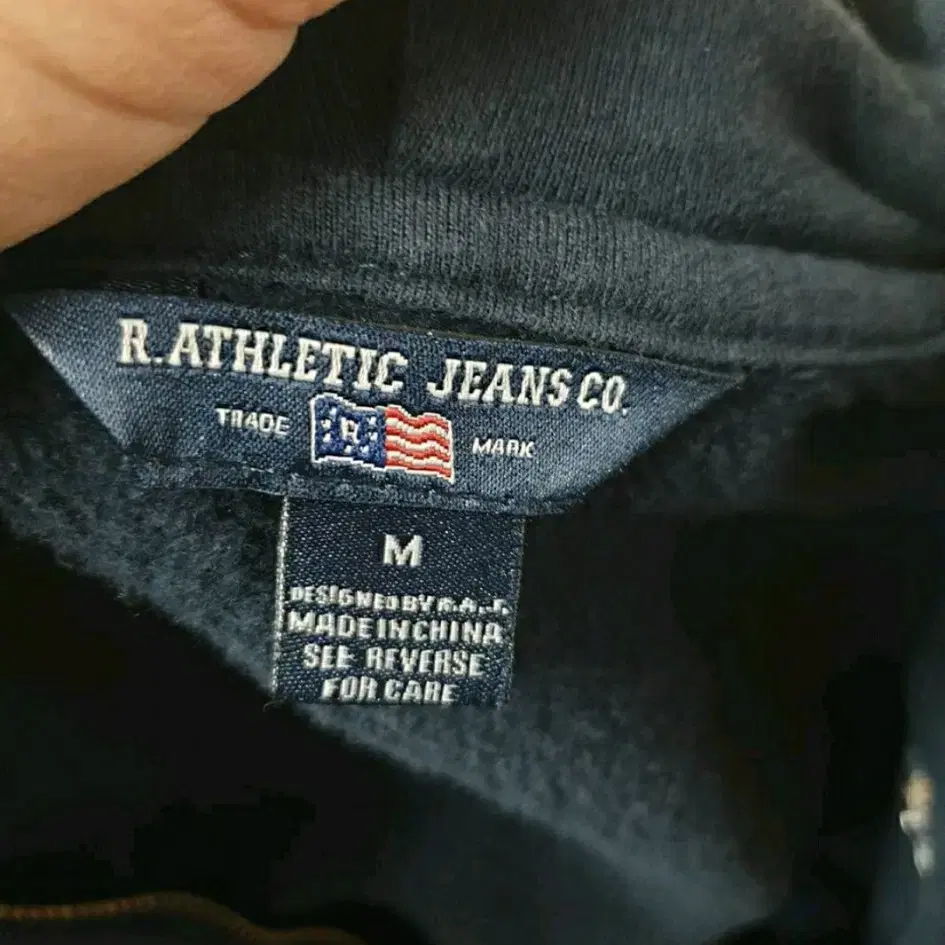 R.ATHLETIC JEANS CO.
TRADE R MARK
M
DESIGNED BY R.A.J.
MADE IN CHINA
SEE REVERSE
FOR CARE